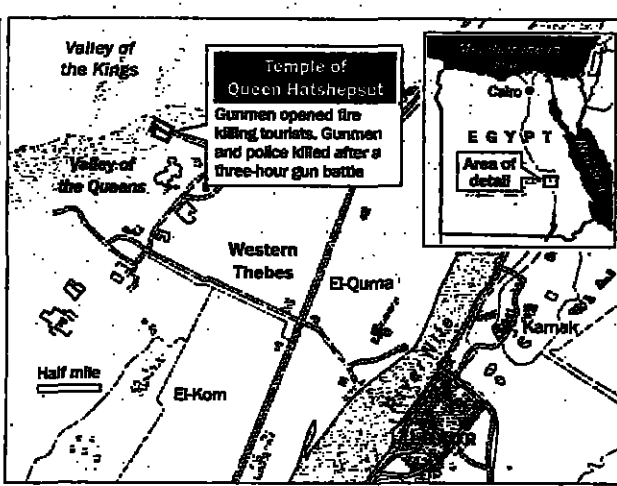 Valley of
the Kings
Temple of
Queen Hatshepsut
Gunmen opened fire
killing tourists. Gunmen
and police killed after a
three-hour gun battle
Valley of
the Queens
Cairo
EGYPT
Area of
detail
Western
Thebes
El-Qurna
Karnak
Half mile
El-Kom